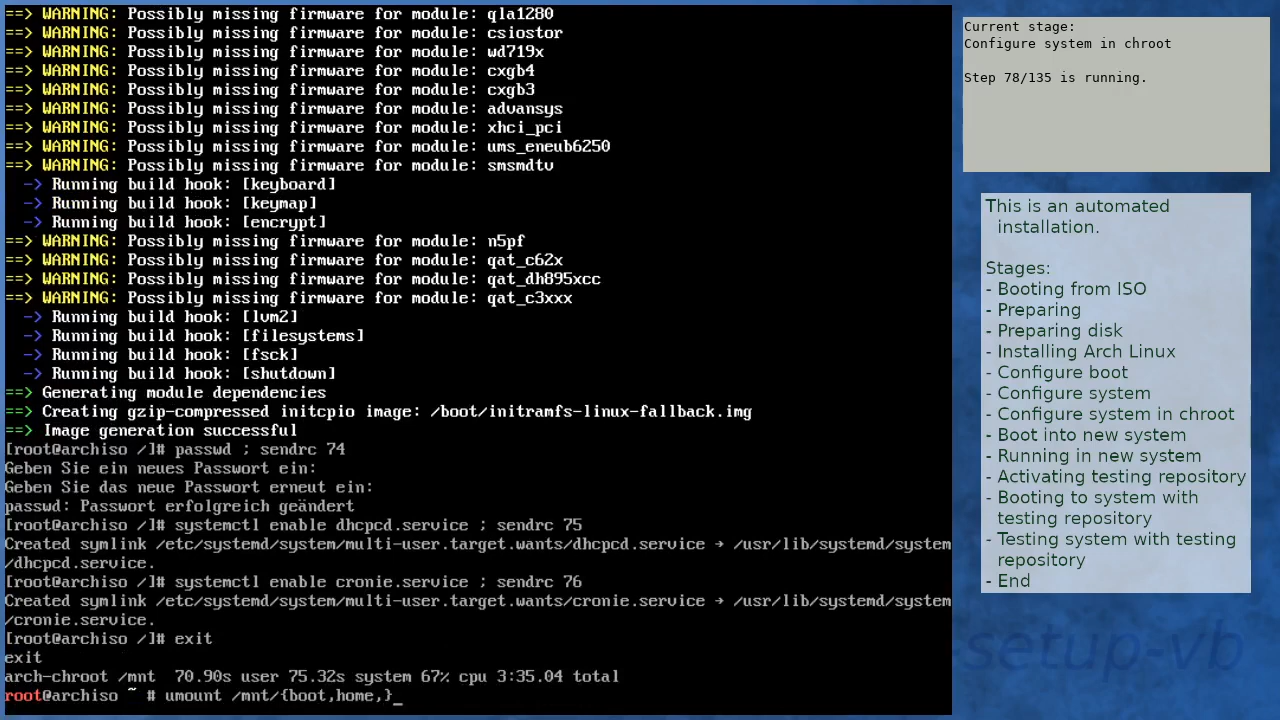 ==> WARNING: Possibly missing firmware for module: qla1280
==> WARNING: Possibly missing firmware for module: csiostor
==> WARNING: Possibly missing firmware for module: wd719x
==> WARNING: Possibly missing firmware for module: cxgb4
==> WARNING: Possibly missing firmware for module: cxgb3
==> WARNING: Possibly missing firmware for module: advansys
==> WARNING: Possibly missing firmware for module: xhci_pci
==> WARNING: Possibly missing firmware for module: ums_eneub6250
==> WARNING: Possibly missing firmware for module: smsmdtv
-> Running build hook: [keyboard]
-> Running build hook: [keymap]
-> Running build hook: [encrypt]
==> WARNING: Possibly missing firmware for module: n5pf
==> WARNING: Possibly missing firmware for module: qat_c62x
==> WARNING: Possibly missing firmware for module: qat_dh895xcc
==> WARNING: Possibly missing firmware for module: qat_c3xxx
-> Running build hook: [lvm2]
-> Running build hook: [filesystems]
-> Running build hook: [fsck]
-> Running build hook: [shutdown]
==> Generating module dependencies
==> Creating gzip-compressed initcpio image: /boot/initramfs-linux-fallback.img
==> Image generation successful
[root@archiso /]# passwd ; sendrc 74
Geben Sie ein neues Passwort ein:
Geben Sie das neue Passwort erneut ein:
passwd: Passwort erfolgreich geändert
[root@archiso /]# systemctl enable dhcpcd.service ; sendrc 75
Created symlink /etc/systemd/system/multi-user.target.wants/dhcpcd.service → /usr/lib/systemd/system
/dhcpcd.service.
[root@archiso /]# systemctl enable cronie.service ; sendrc 76
Created symlink /etc/systemd/system/multi-user.target.wants/cronie.service → /usr/lib/systemd/system
/cronie.service.
[root@archiso /]# exit
exit
arch-chroot /mnt  70.90s user 75.32s system 67% cpu 3:35.04 total
root@archiso ~ # umount /mnt/{boot,home,}_
Current stage:
Configure system in chroot
Step 78/135 is running.
This is an automated
installation.
Stages:
- Booting from ISO
- Preparing
- Preparing disk
- Installing Arch Linux
- Configure boot
- Configure system
- Configure system in chroot
- Boot into new system
- Running in new system
- Activating testing repository
- Booting to system with
testing repository
- Testing system with testing
repository
- End
setup-vb